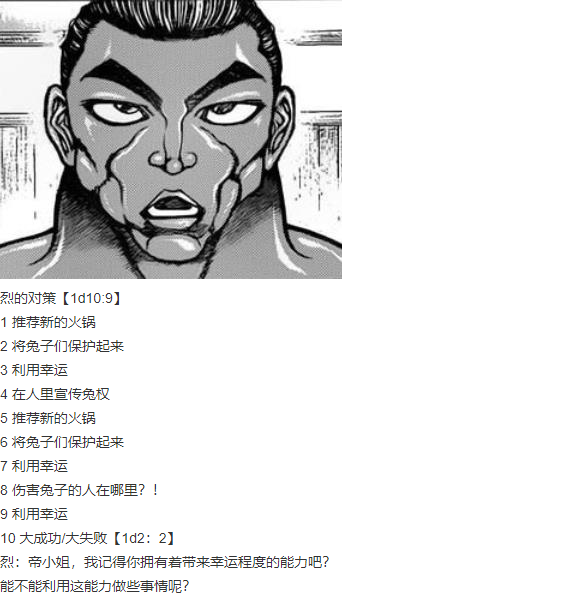 烈的对策【1d10:9】
1 推荐新的火锅
2 将兔子们保护起来
3 利用幸运
4 在人里宣传兔权
5 推荐新的火锅
6 将兔子们保护起来
7 利用幸运
8 伤害兔子的人在哪里？！
9 利用幸运
10 大成功/大失败【1d2：2】
烈：帝小姐，我记得你拥有着带来幸运程度的能力吧？
能不能利用这能力做些事情呢？